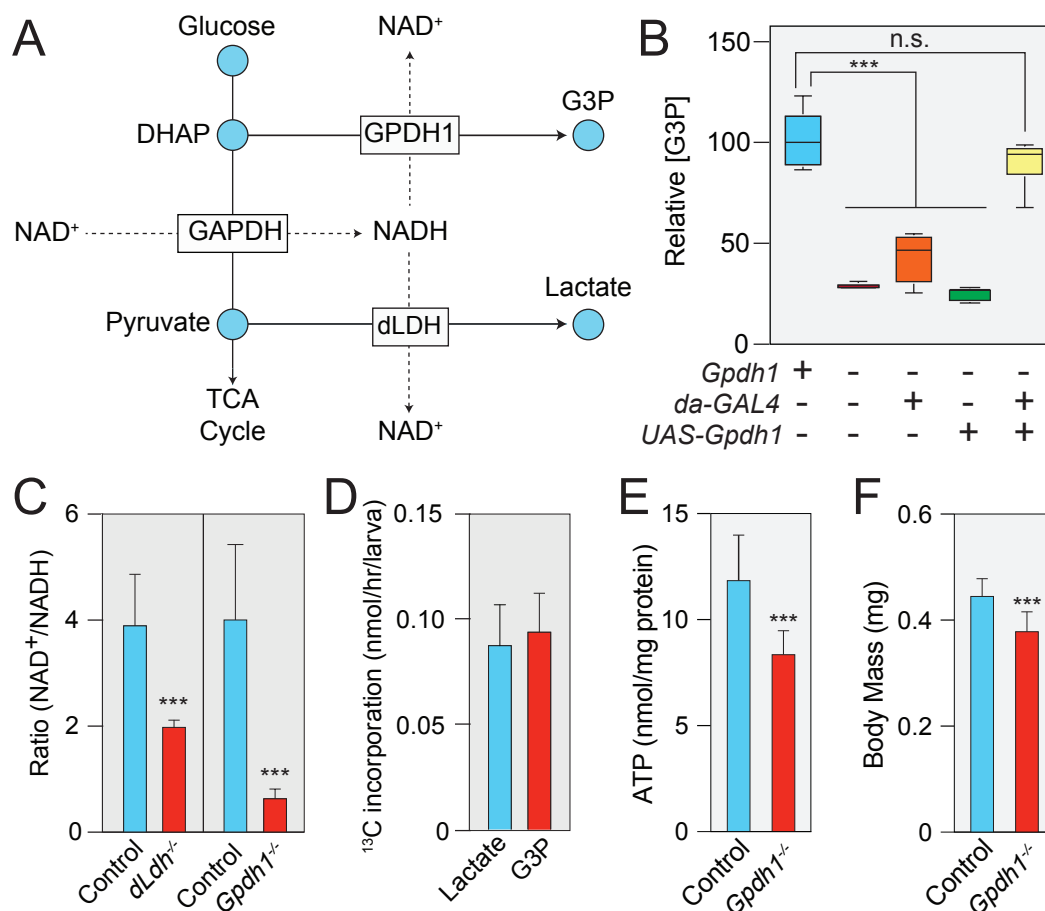 A
Glucose
NAD⁺
DHAP
GPDH1
G3P
NAD⁺
GAPDH
NADH
Pyruvate
dLDH
Lactate
TCA
Cycle
NAD⁺
B
Relative [G3P]
150
100
50
0
n.s.
***
Gpdh1 + - - - -
da-GAL4 - - + - +
UAS-Gpdh1 - - - + +
C
Ratio (NAD⁺/NADH)
6
4
2
0
***
***
Control
dLdh⁻/⁻
Control
Gpdh1⁻/⁻
D
¹³C incorporation (nmol/hr/larva)
0.15
0.10
0.05
0
Lactate
G3P
E
ATP (nmol/mg protein)
15
10
5
0
***
Control
Gpdh1⁻/⁻
F
Body Mass (mg)
0.6
0.4
0.2
0
***
Control
Gpdh1⁻/⁻